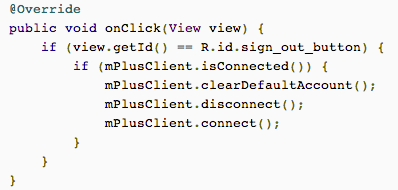 @Override
public void onClick(View view) {
    if (view.getId() == R.id.sign_out_button) {
        if (mPlusClient.isConnected()) {
            mPlusClient.clearDefaultAccount();
            mPlusClient.disconnect();
            mPlusClient.connect();
        }
    }
}